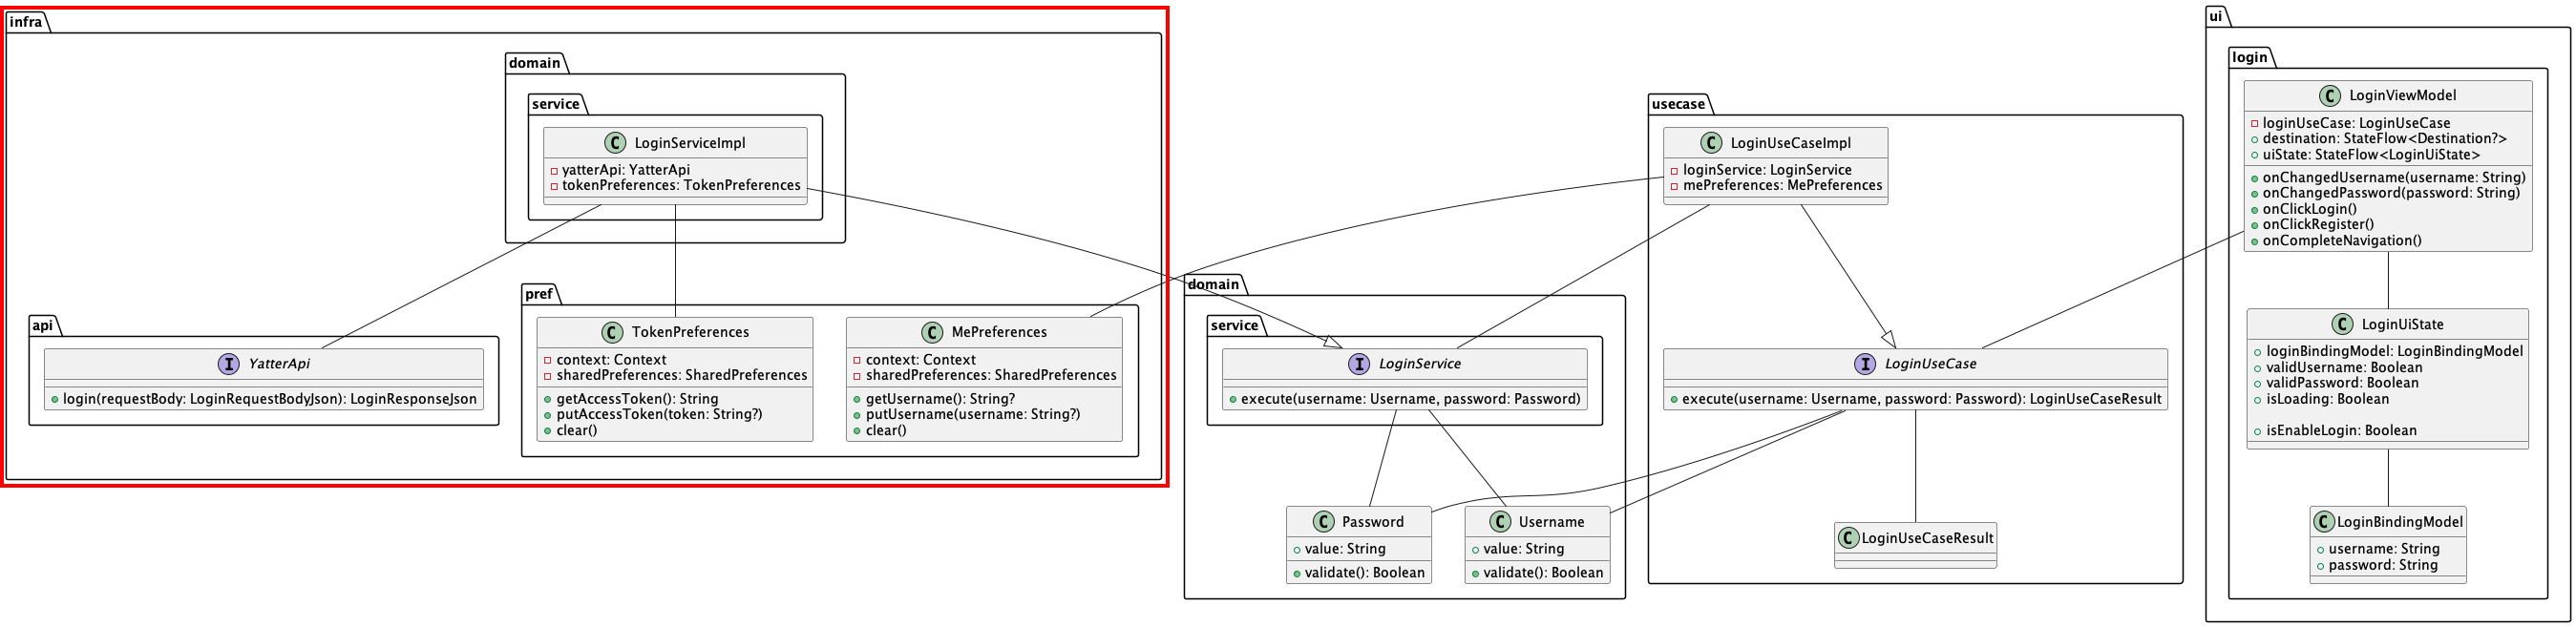 infra
domain
service
C LoginServiceImpl
yatterApi: YatterApi
tokenPreferences: TokenPreferences
api
I YatterApi
login(requestBody: LoginRequestBodyJson): LoginResponseJson
pref
C TokenPreferences
context: Context
sharedPreferences: SharedPreferences
getAccessToken(): String
putAccessToken(token: String?)
clear()
C MePreferences
context: Context
sharedPreferences: SharedPreferences
getUsername(): String?
putUsername(username: String?)
clear()
domain
service
I LoginService
execute(username: Username, password: Password)
C Password
value: String
validate(): Boolean
C Username
value: String
validate(): Boolean
usecase
C LoginUseCaseImpl
loginService: LoginService
mePreferences: MePreferences
I LoginUseCase
execute(username: Username, password: Password): LoginUseCaseResult
C LoginUseCaseResult
ui
login
C LoginViewModel
loginUseCase: LoginUseCase
destination: StateFlow<Destination?>
uiState: StateFlow<LoginUiState>
onChangedUsername(username: String)
onChangedPassword(password: String)
onClickLogin()
onClickRegister()
onCompleteNavigation()
C LoginUiState
loginBindingModel: LoginBindingModel
validUsername: Boolean
validPassword: Boolean
isLoading: Boolean
isEnableLogin: Boolean
C LoginBindingModel
username: String
password: String